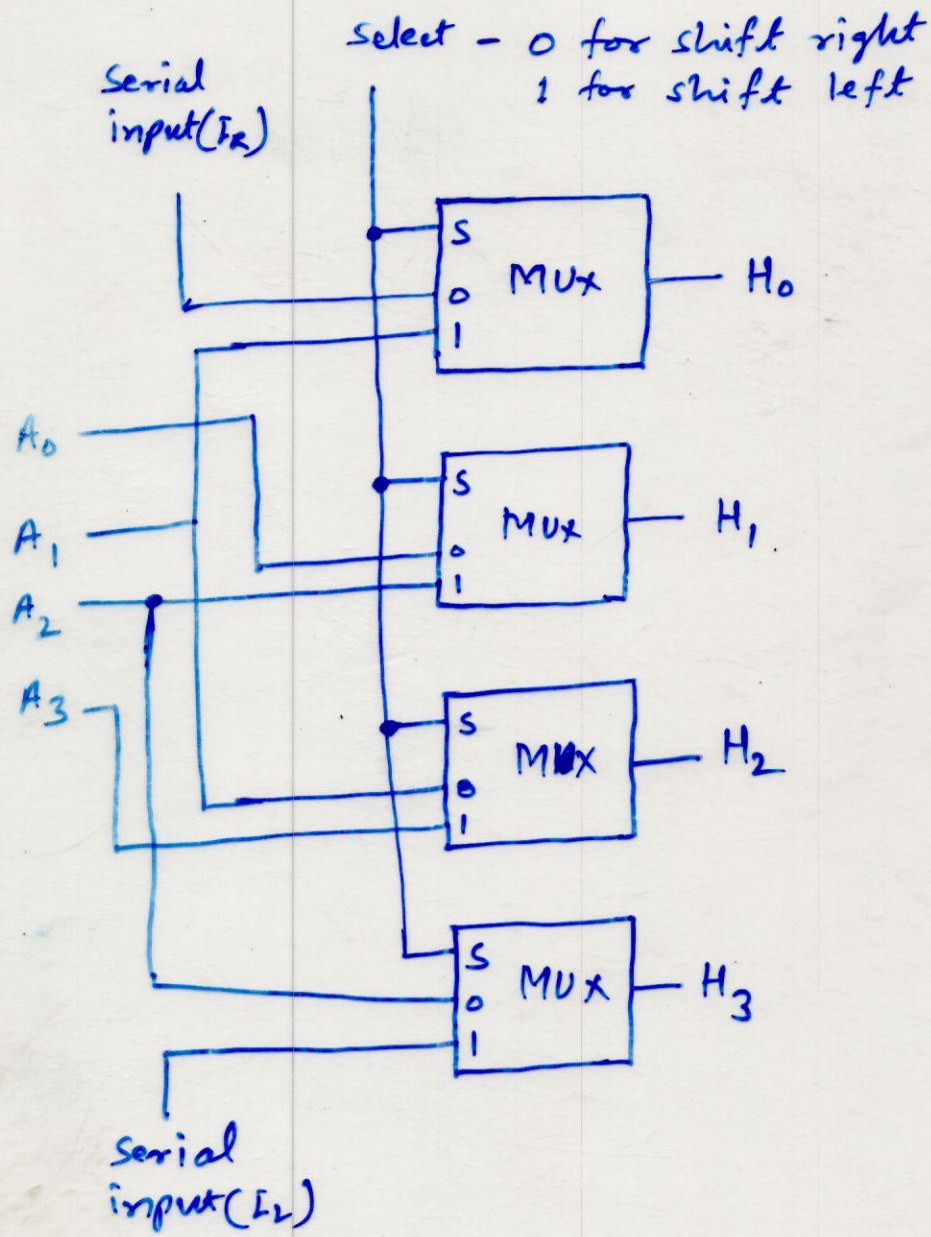 Select - 0 for shift right
1 for shift left
Serial
input(IR)
S
MUX
0
1
H0
A0
S
MUX
0
1
H1
A1
A2
A3
S
MUX
0
1
H2
S
MUX
0
1
H3
Serial
input(IL)